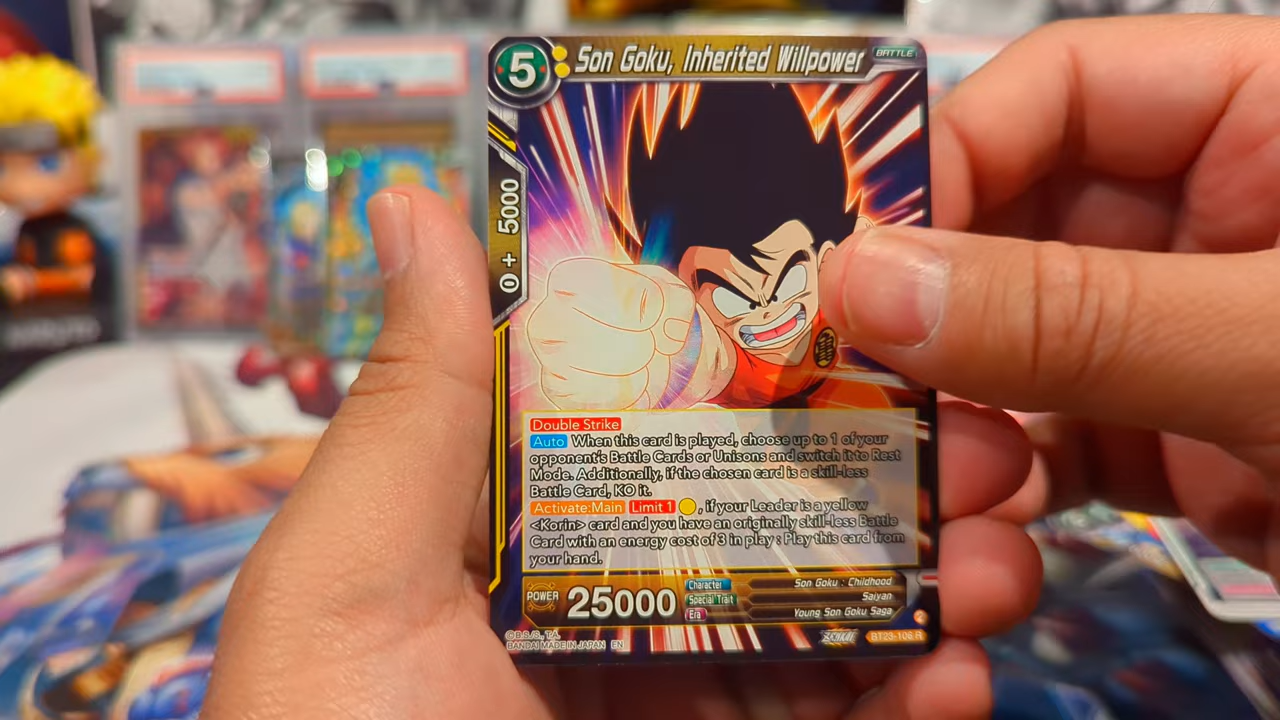 5
Son Goku, Inherited Willpower
BATTLE
0 + 5000
Double Strike
Auto When this card is played, choose up to 1 of your
opponent's Battle Cards or Unisons and switch it to Rest
Mode. Additionally, if the chosen card is a skill-less
Battle Card, KO it.
Activate:Main Limit 1 , if your Leader is a yellow
<Korin> card and you have an originally skill-less Battle
Card with an energy cost of 3 in play : Play this card from
your hand.
POWER 25000
Character Son Goku : Childhood
Special Trait Saiyan
Era Young Son Goku Saga
©B.S./S., T.A.
BANDAI MADE IN JAPAN EN
BT23-106 R